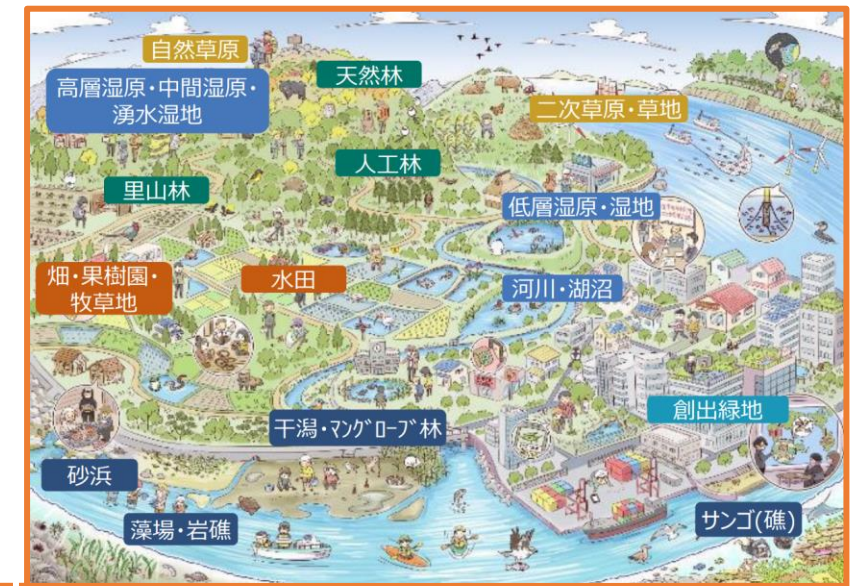 自然草原
高層湿原・中間湿原・
湧水湿地
天然林
二次草原・草地
人工林
里山林
低層湿原・湿地
畑・果樹園・
牧草地
水田
河川・湖沼
創出緑地
干潟・ﾏﾝｸﾞﾛｰﾌﾞ林
砂浜
藻場・岩礁
サンゴ(礁)